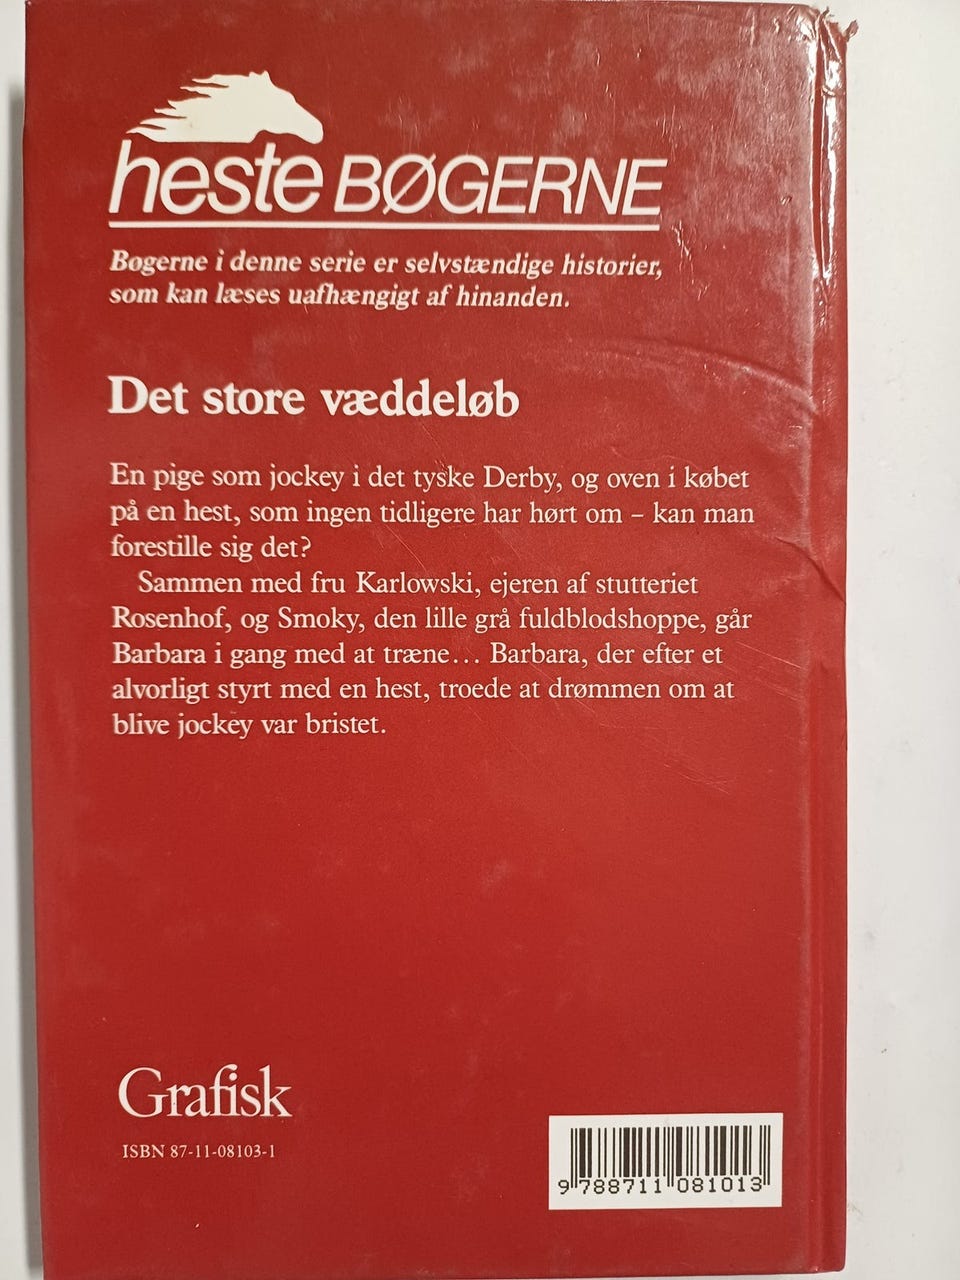 heste BØGERNE
Bøgerne i denne serie er selvstændige historier,
som kan læses uafhængigt af hinanden.
Det store væddeløb
En pige som jockey i det tyske Derby, og oven i købet
på en hest, som ingen tidligere har hørt om – kan man
forestille sig det?
Sammen med fru Karlowski, ejeren af stutteriet
Rosenhof, og Smoky, den lille grå fuldblodshoppe, går
Barbara i gang med at træne... Barbara, der efter et
alvorligt styrt med en hest, troede at drømmen om at
blive jockey var bristet.
Grafisk
ISBN 87-11-08103-1
9 788711 081013